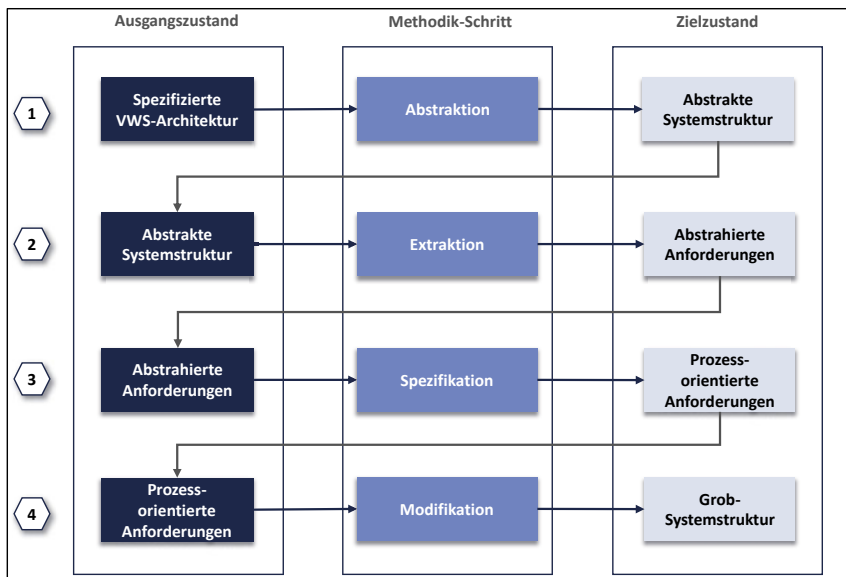 Ausgangszustand
Methodik-Schritt
Zielzustand
1
Spezifizierte
VWS-Architektur
Abstraktion
Abstrakte
Systemstruktur
2
Abstrakte
Systemstruktur
Extraktion
Abstrahierte
Anforderungen
3
Abstrahierte
Anforderungen
Spezifikation
Prozess-
orientierte
Anforderungen
4
Prozess-
orientierte
Anforderungen
Modifikation
Grob-
Systemstruktur